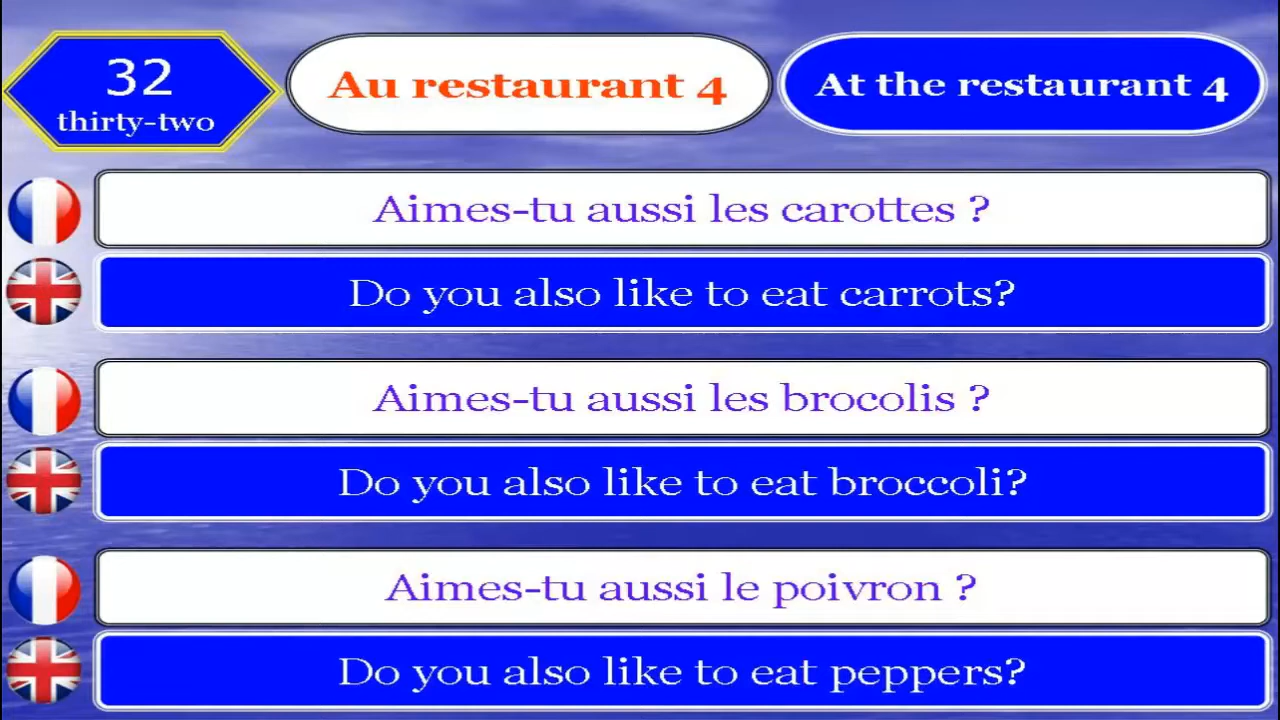 32
thirty-two
Au restaurant 4
At the restaurant 4
Aimes-tu aussi les carottes ?
Do you also like to eat carrots?
Aimes-tu aussi les brocolis ?
Do you also like to eat broccoli?
Aimes-tu aussi le poivron ?
Do you also like to eat peppers?